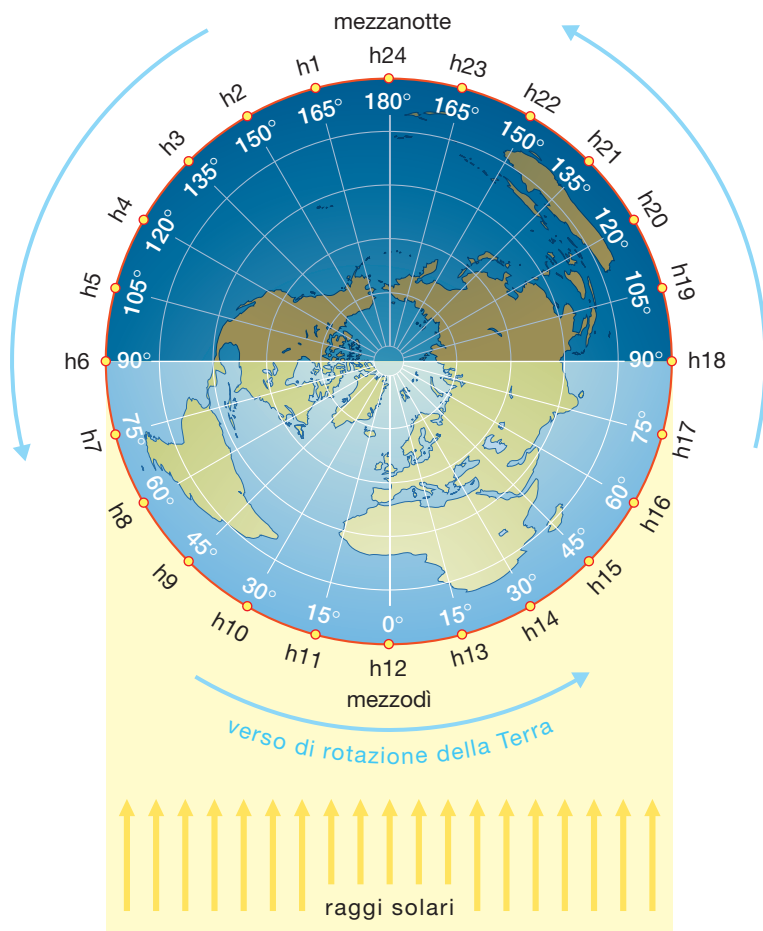 mezzanotte
h24
h1
h23
h2
h22
h3
h21
h4
h20
h5
h19
h6
h18
h7
h17
h8
h16
h9
h15
h10
h14
h11
h13
h12
180°
165°
165°
150°
150°
135°
135°
120°
120°
105°
105°
90°
90°
75°
75°
60°
60°
45°
45°
30°
30°
15°
15°
0°
mezzodì
verso di rotazione della Terra
raggi solari